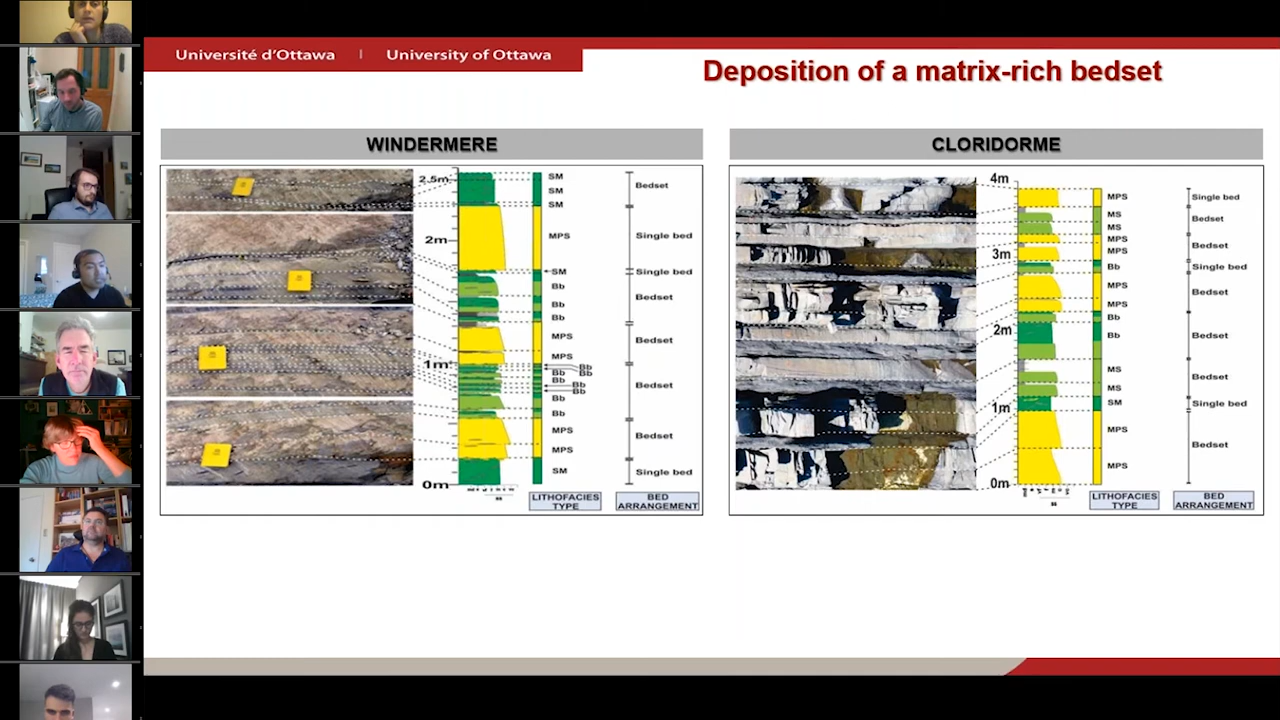 Université d'Ottawa | University of Ottawa
Deposition of a matrix-rich bedset
WINDERMERE
2.5m
2m
1m
0m
SM
SM
SM
MPS
SM
Bb
Bb
Bb
MPS
MPS
Bb
Bb
Bb
Bb
Bb
Bb
Bb
Bb
MPS
MPS
SM
Bedset
Single bed
Single bed
Bedset
Bedset
Bedset
Bedset
Single bed
LITHOFACIES
TYPE
BED
ARRANGEMENT
CLORIDORME
4m
3m
2m
1m
0m
MPS
MS
MS
MPS
MPS
Bb
MPS
MPS
Bb
Bb
MS
MS
SM
MPS
MPS
Single bed
Bedset
Bedset
Single bed
Bedset
Bedset
Bedset
Single bed
Bedset
LITHOFACIES
TYPE
BED
ARRANGEMENT